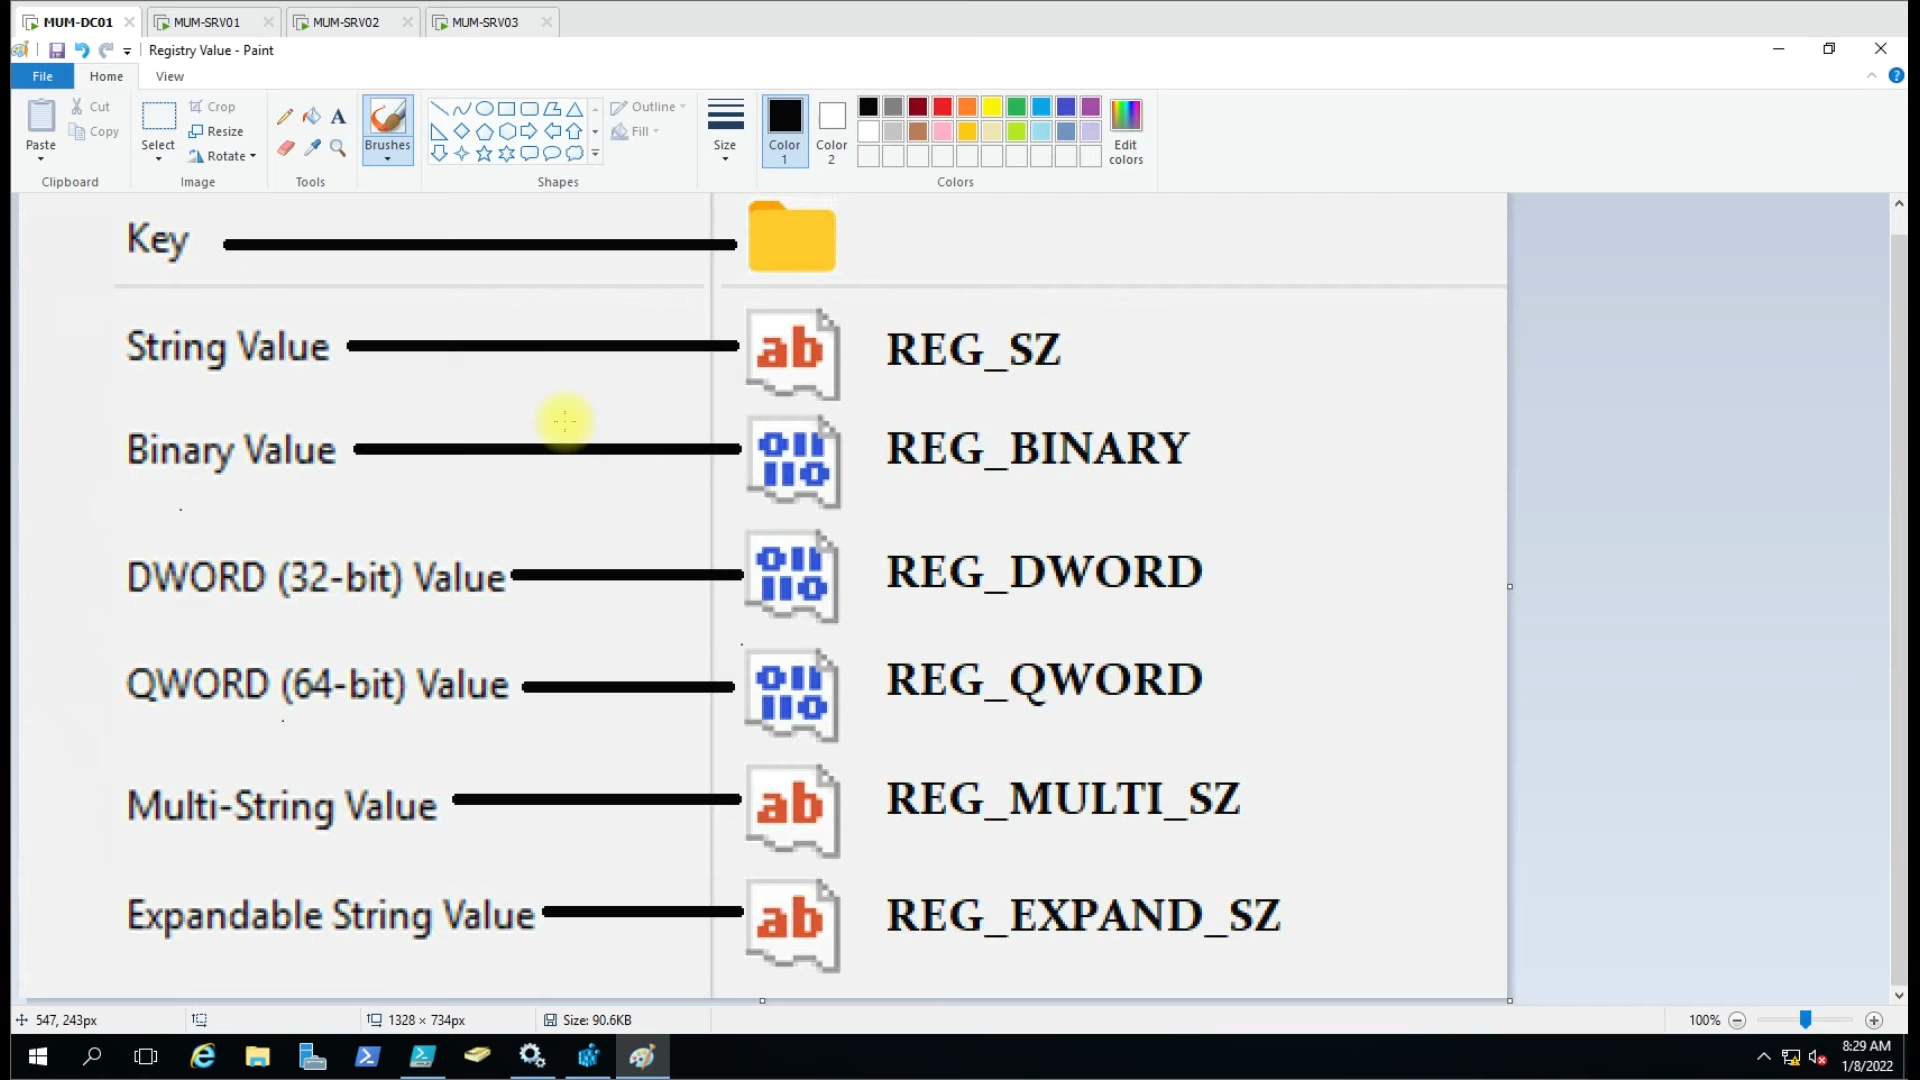 MUM-DC01 MUM-SRV01 MUM-SRV02 MUM-SRV03
Registry Value - Paint
File Home View
Paste
Cut
Copy
Clipboard
Select
Crop
Resize
Rotate
Image
A
Tools
Brushes
Outline
Fill
Shapes
Size
Color
1
Color
2
Edit
colors
Colors
Key
String Value ab REG_SZ
Binary Value REG_BINARY
DWORD (32-bit) Value REG_DWORD
QWORD (64-bit) Value REG_QWORD
Multi-String Value ab REG_MULTI_SZ
Expandable String Value ab REG_EXPAND_SZ
547, 243px 1328 × 734px Size: 90.6KB 100%
8:29 AM
1/8/2022